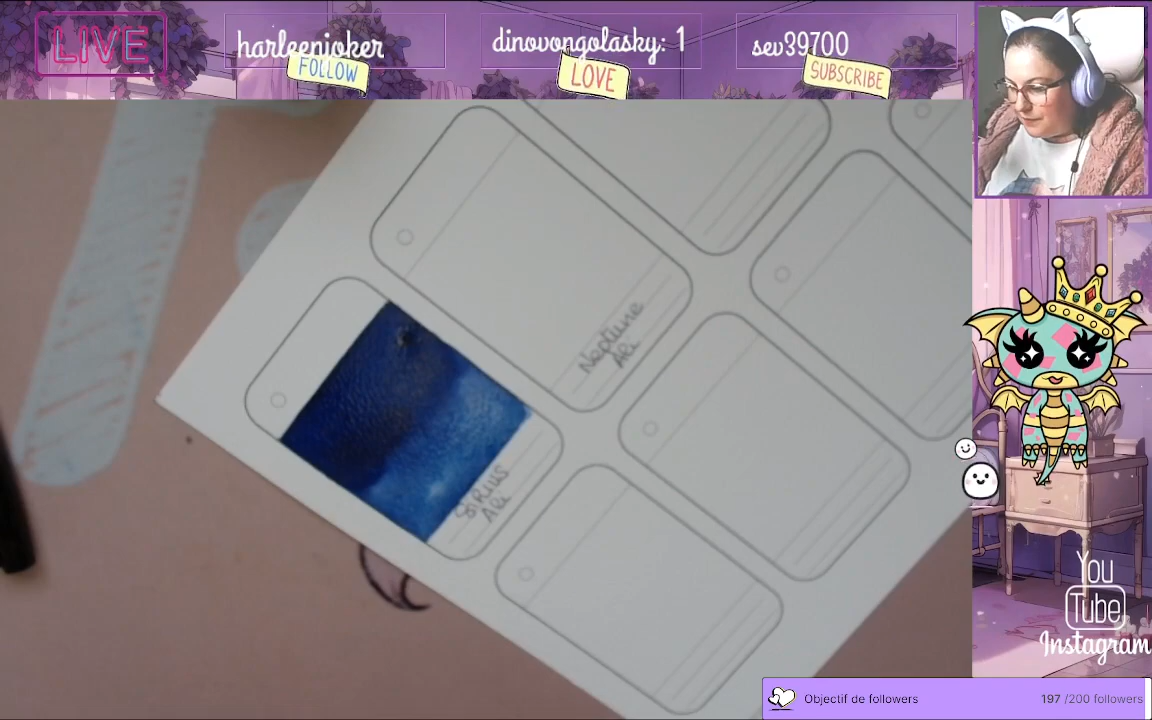 LIVE
harleenjoker
FOLLOW
dinovongolasky: 1
LOVE
sev39700
SUBSCRIBE
Neptune
Ali
SIRIUS
Ali
You
Tube
Instagram
Objectif de followers
197 /200 followers